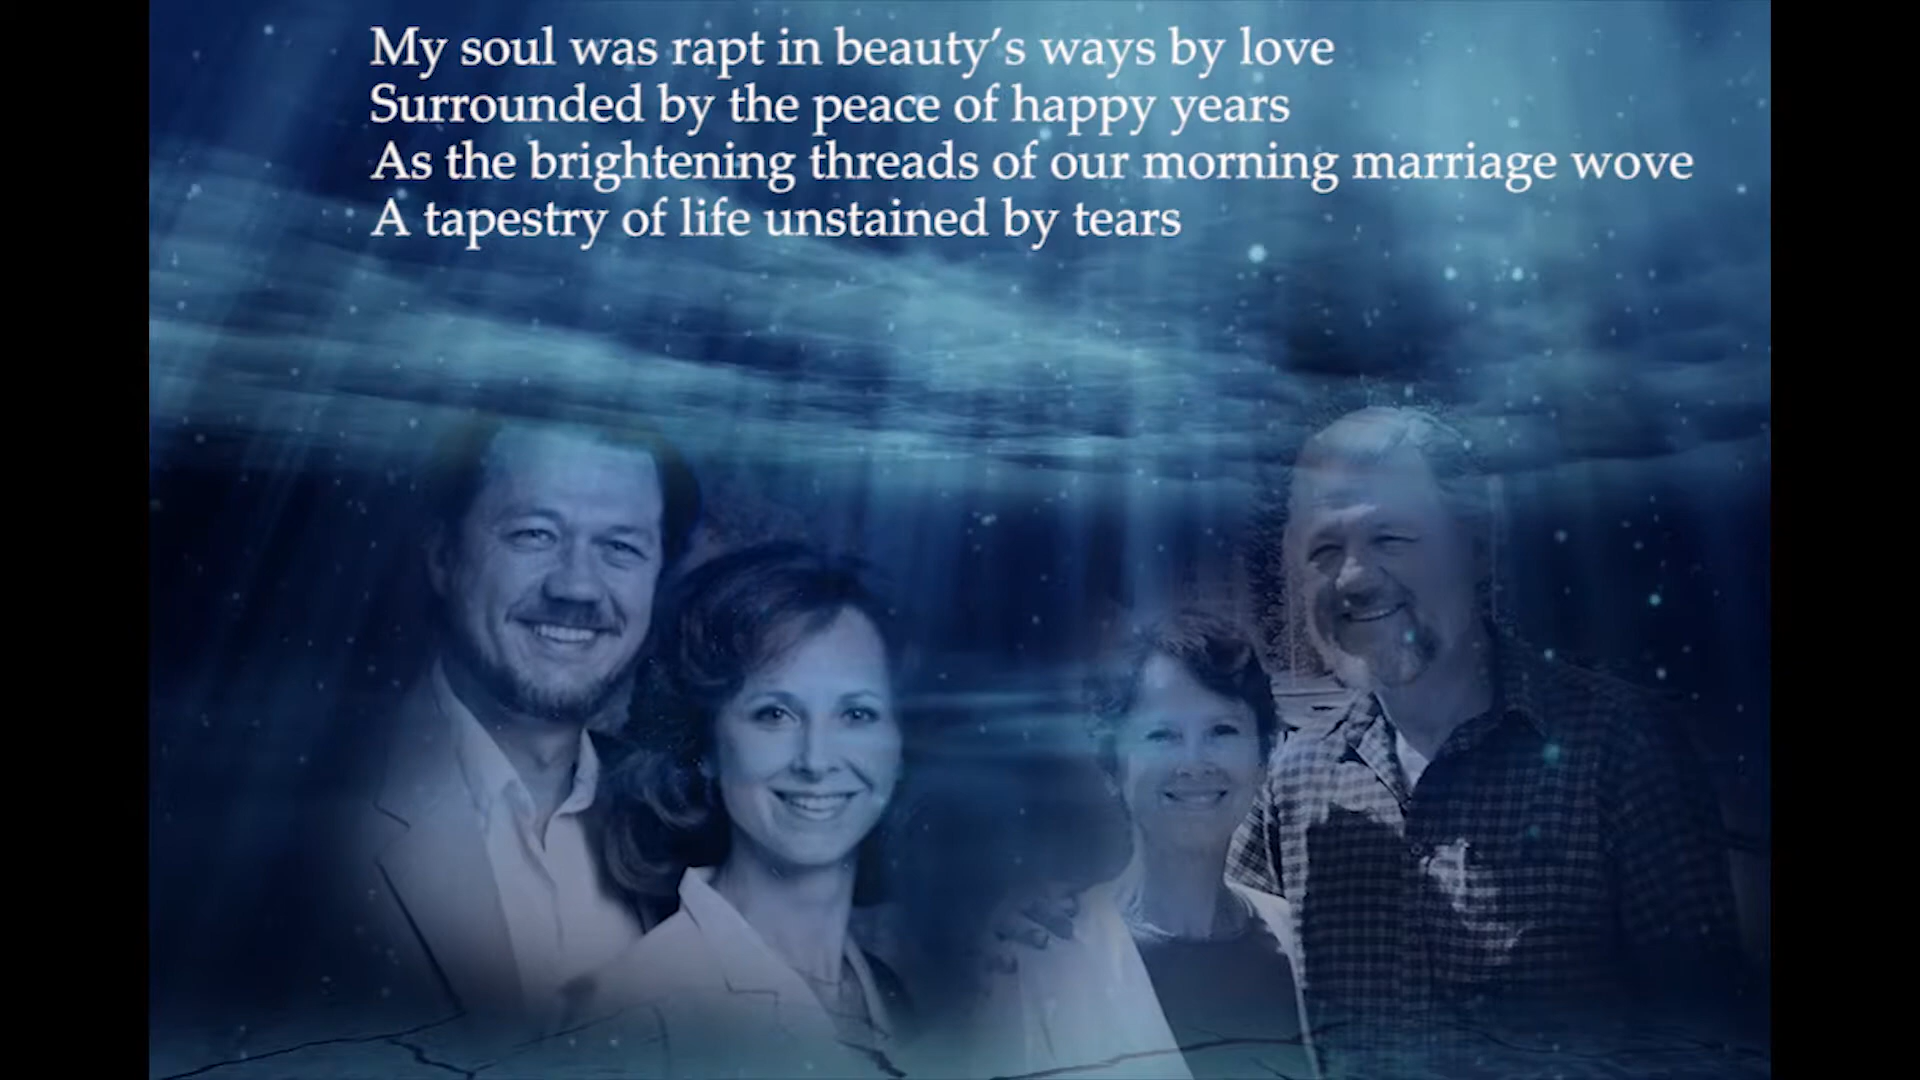 My soul was rapt in beauty’s ways by love
Surrounded by the peace of happy years
As the brightening threads of our morning marriage wove
A tapestry of life unstained by tears